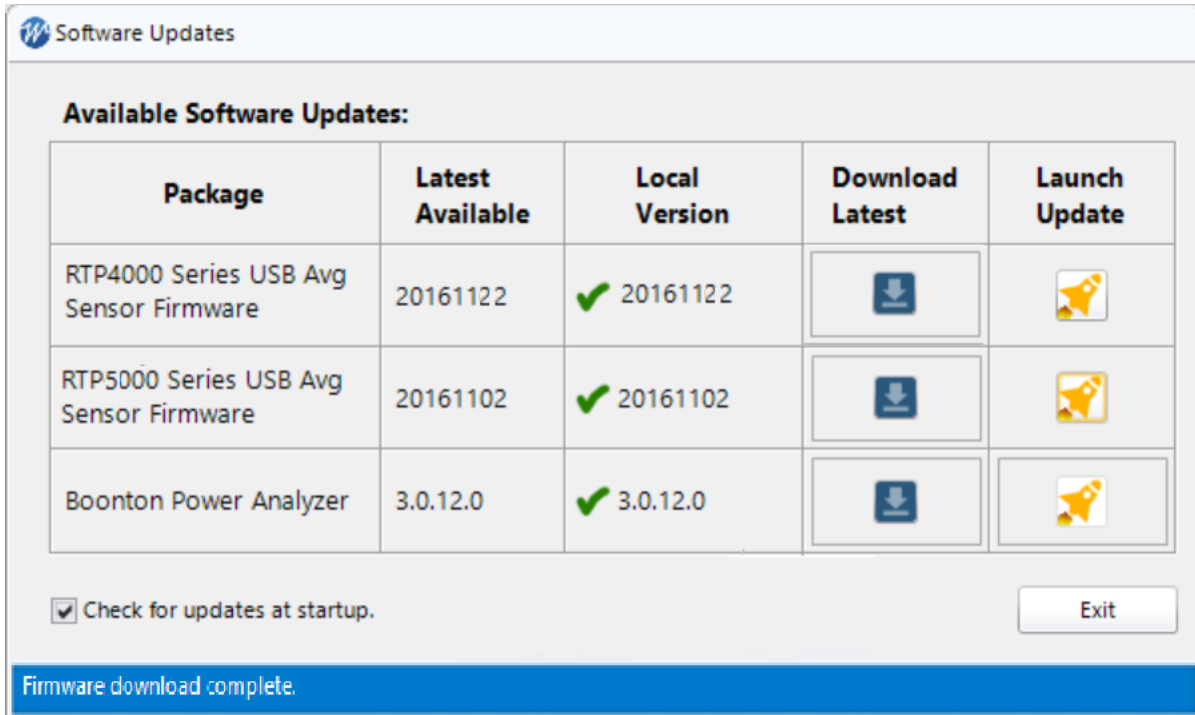 Software Updates
Available Software Updates:
Package
Latest
Available
Local
Version
Download
Latest
Launch
Update
RTP4000 Series USB Avg
Sensor Firmware
20161122
20161122
RTP5000 Series USB Avg
Sensor Firmware
20161102
20161102
Boonton Power Analyzer
3.0.12.0
3.0.12.0
Check for updates at startup.
Exit
Firmware download complete.